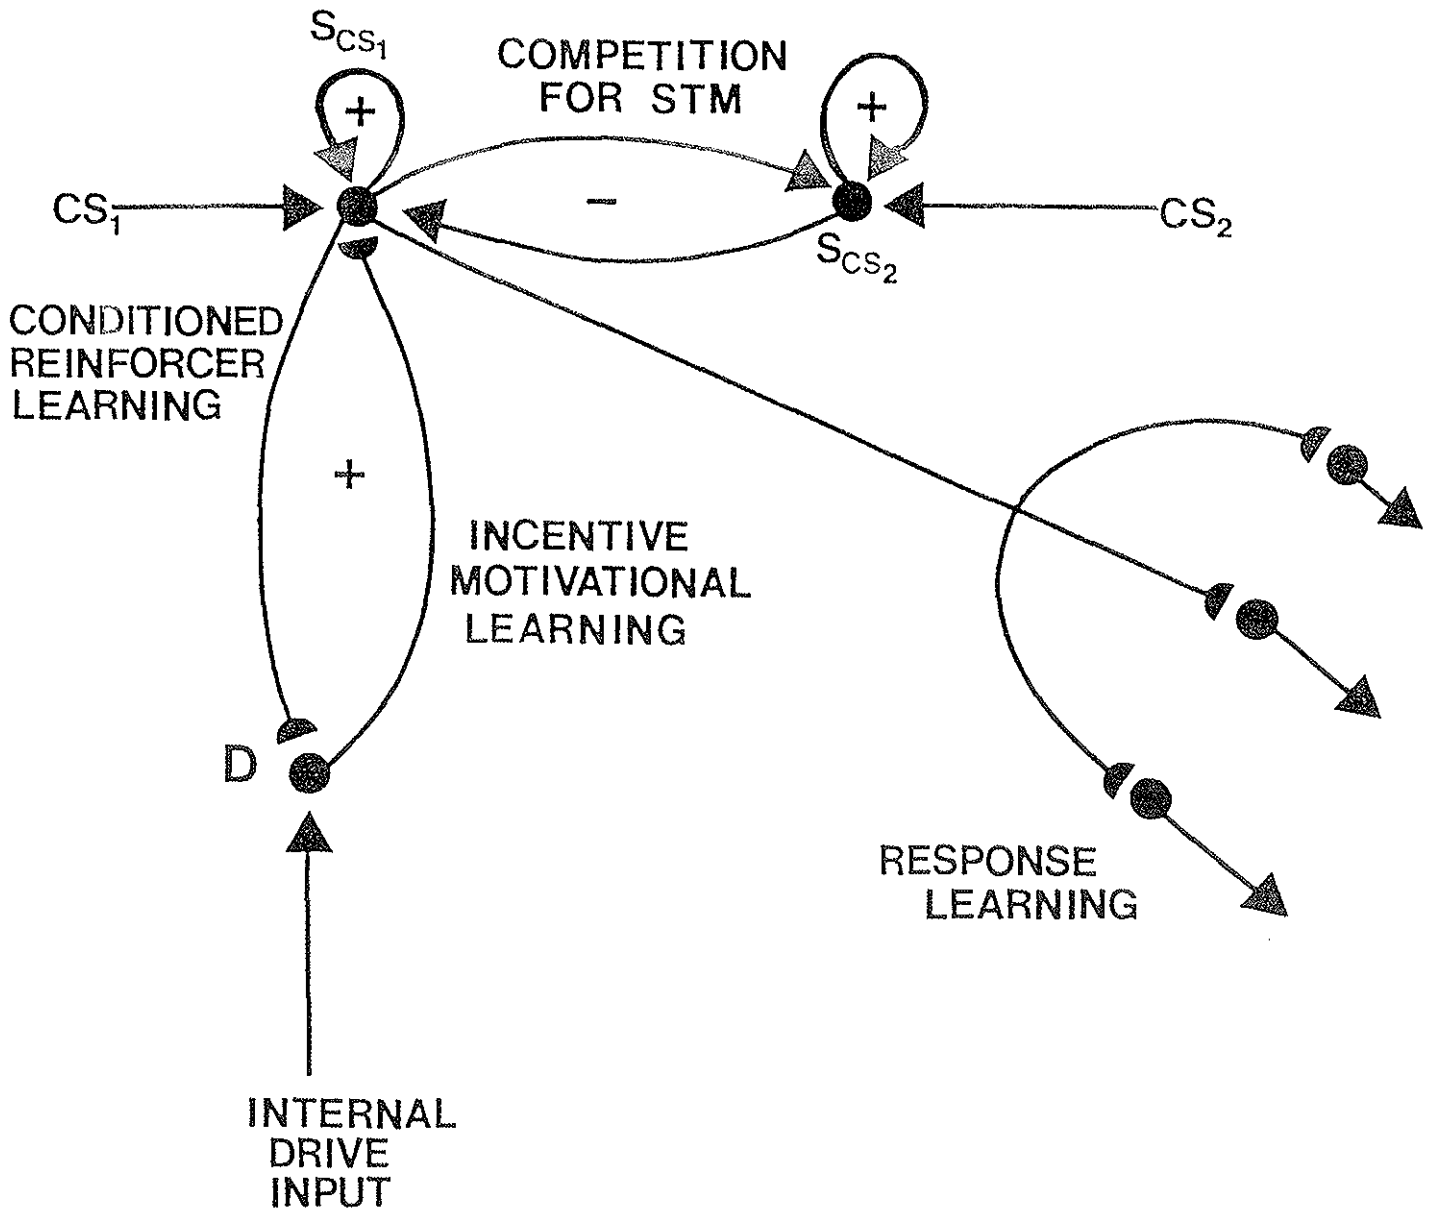 S_CS₁
COMPETITION
FOR STM
+
+
CS₁
−
CS₂
S_CS₂
CONDITIONED
REINFORCER
LEARNING
+
INCENTIVE
MOTIVATIONAL
LEARNING
D
RESPONSE
LEARNING
INTERNAL
DRIVE
INPUT